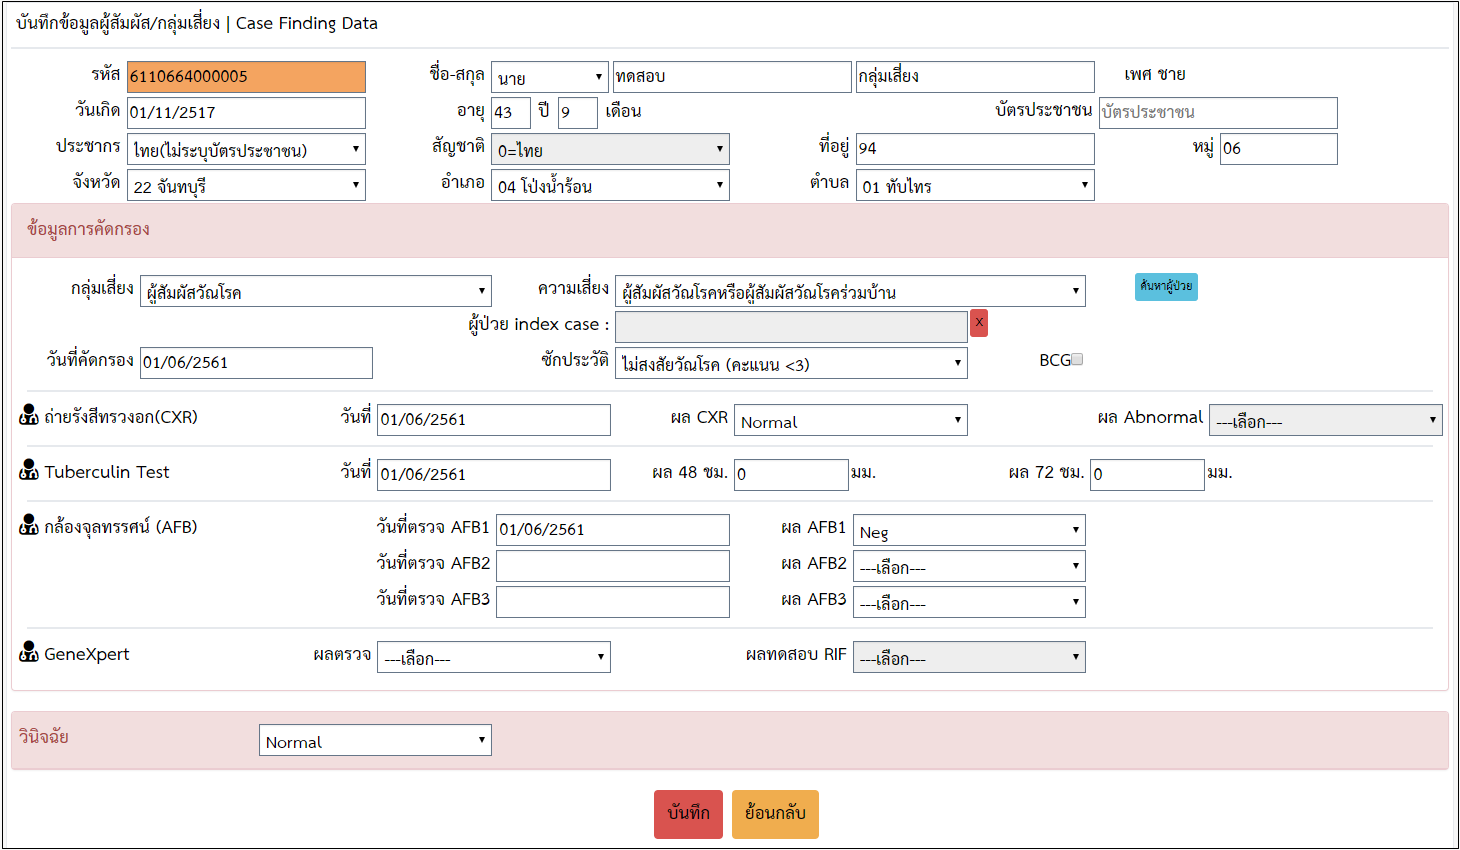 บันทึกข้อมูลผู้สัมผัส/กลุ่มเสี่ยง | Case Finding Data
รหัส 6110664000005 ชื่อ-สกุล นาย ทดสอบ กลุ่มเสี่ยง เพศ ชาย
วันเกิด 01/11/2517 อายุ 43 ปี 9 เดือน บัตรประชาชน บัตรประชาชน
ประชากร ไทย(ไม่ระบุบัตรประชาชน) สัญชาติ 0=ไทย ที่อยู่ 94 หมู่ 06
จังหวัด 22 จันทบุรี อำเภอ 04 โป่งน้ำร้อน ตำบล 01 ทับไทร
ข้อมูลการคัดกรอง
กลุ่มเสี่ยง ผู้สัมผัสวัณโรค ความเสี่ยง ผู้สัมผัสวัณโรคหรือผู้สัมผัสวัณโรคร่วมบ้าน ค้นหาผู้ป่วย
ผู้ป่วย index case : X
วันที่คัดกรอง 01/06/2561 ซักประวัติ ไม่สงสัยวัณโรค (คะแนน <3) BCG
ถ่ายรังสีทรวงอก(CXR) วันที่ 01/06/2561 ผล CXR Normal ผล Abnormal ---เลือก---
Tuberculin Test วันที่ 01/06/2561 ผล 48 ชม. 0 มม. ผล 72 ชม. 0 มม.
กล้องจุลทรรศน์ (AFB) วันที่ตรวจ AFB1 01/06/2561 ผล AFB1 Neg
วันที่ตรวจ AFB2 ผล AFB2 ---เลือก---
วันที่ตรวจ AFB3 ผล AFB3 ---เลือก---
GeneXpert ผลตรวจ ---เลือก--- ผลทดสอบ RIF ---เลือก---
วินิจฉัย Normal
บันทึก ย้อนกลับ